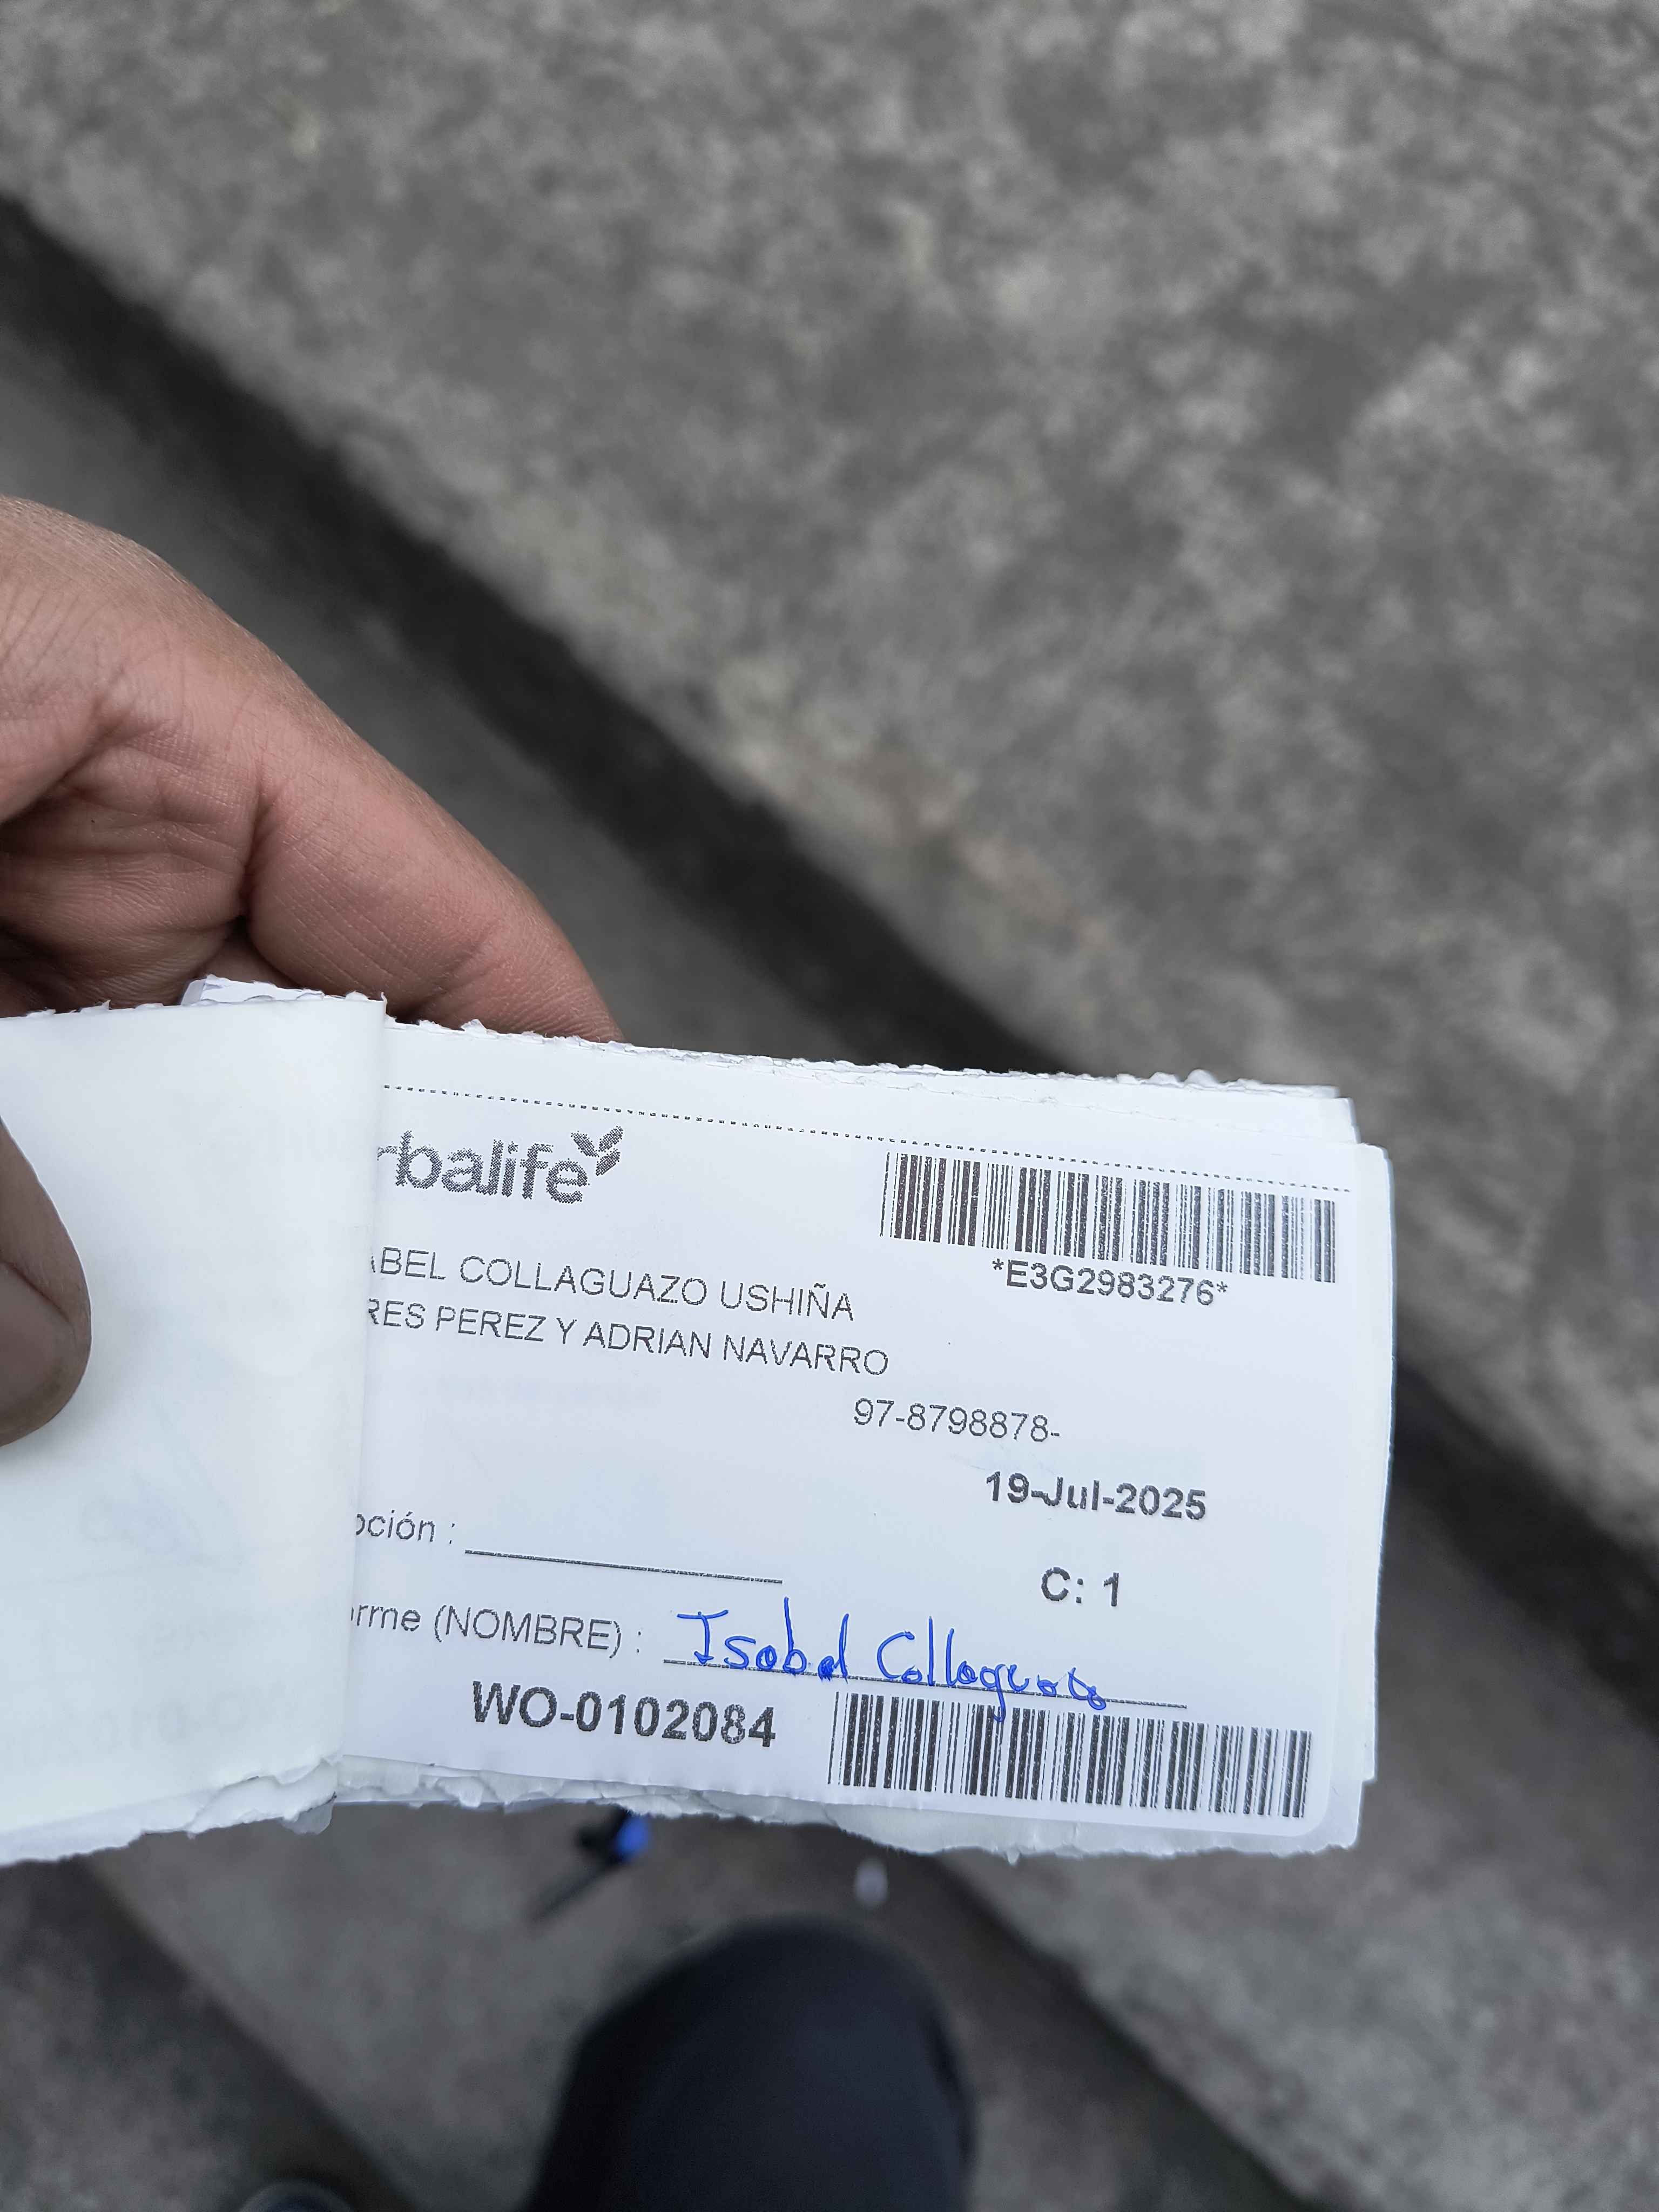 rbalife
*E3G2983276*
ABEL COLLAGUAZO USHIÑA
RES PEREZ Y ADRIAN NAVARRO
97-8798878-
19-Jul-2025
pción :
C: 1
rme (NOMBRE) : Isabel Collaguazo
WO-0102084